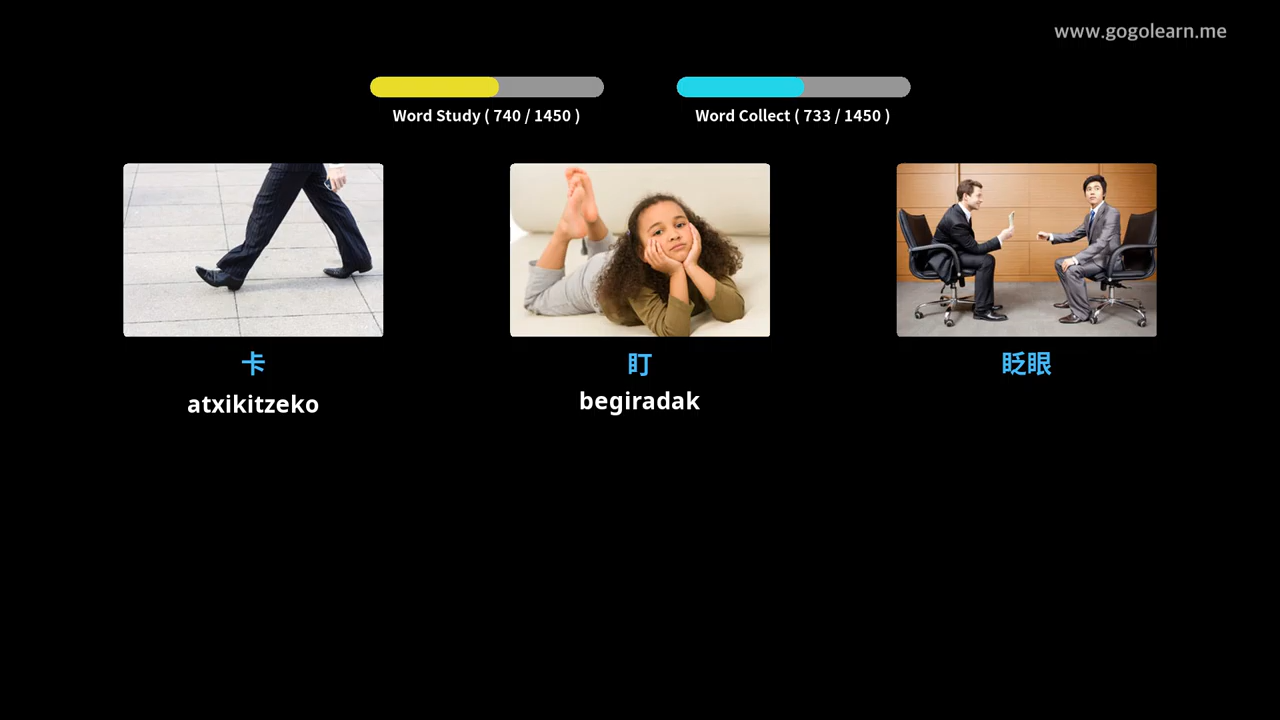 www.gogolearn.me
Word Study ( 740 / 1450 )
Word Collect ( 733 / 1450 )
卡
盯
眨眼
atxikitzeko
begiradak